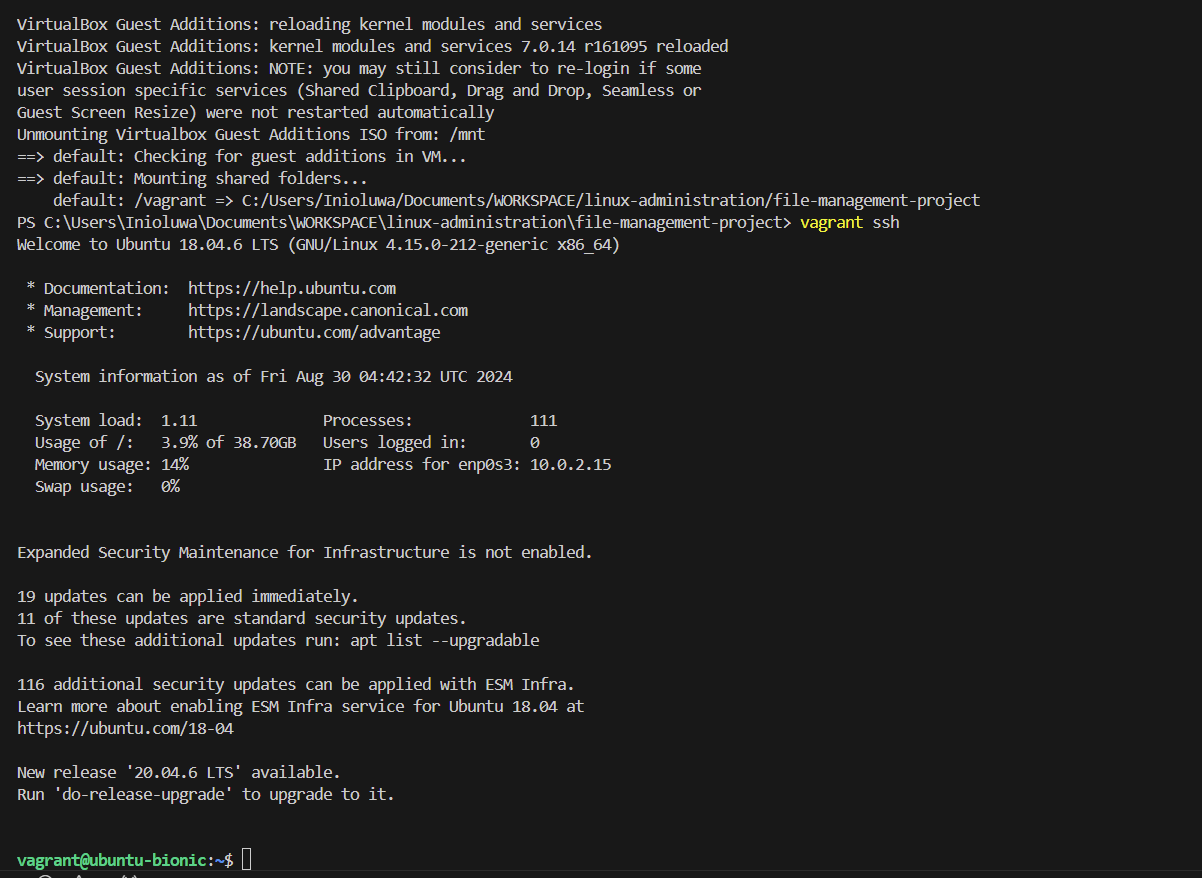 VirtualBox Guest Additions: reloading kernel modules and services
VirtualBox Guest Additions: kernel modules and services 7.0.14 r161095 reloaded
VirtualBox Guest Additions: NOTE: you may still consider to re-login if some
user session specific services (Shared Clipboard, Drag and Drop, Seamless or
Guest Screen Resize) were not restarted automatically
Unmounting Virtualbox Guest Additions ISO from: /mnt
==> default: Checking for guest additions in VM...
==> default: Mounting shared folders...
    default: /vagrant => C:/Users/Inioluwa/Documents/WORKSPACE/linux-administration/file-management-project
PS C:\Users\Inioluwa\Documents\WORKSPACE\linux-administration\file-management-project> vagrant ssh
Welcome to Ubuntu 18.04.6 LTS (GNU/Linux 4.15.0-212-generic x86_64)

 * Documentation:  https://help.ubuntu.com
 * Management:     https://landscape.canonical.com
 * Support:        https://ubuntu.com/advantage

  System information as of Fri Aug 30 04:42:32 UTC 2024

  System load:  1.11              Processes:             111
  Usage of /:   3.9% of 38.70GB   Users logged in:       0
  Memory usage: 14%               IP address for enp0s3: 10.0.2.15
  Swap usage:   0%


Expanded Security Maintenance for Infrastructure is not enabled.

19 updates can be applied immediately.
11 of these updates are standard security updates.
To see these additional updates run: apt list --upgradable

116 additional security updates can be applied with ESM Infra.
Learn more about enabling ESM Infra service for Ubuntu 18.04 at
https://ubuntu.com/18-04

New release '20.04.6 LTS' available.
Run 'do-release-upgrade' to upgrade to it.


vagrant@ubuntu-bionic:~$